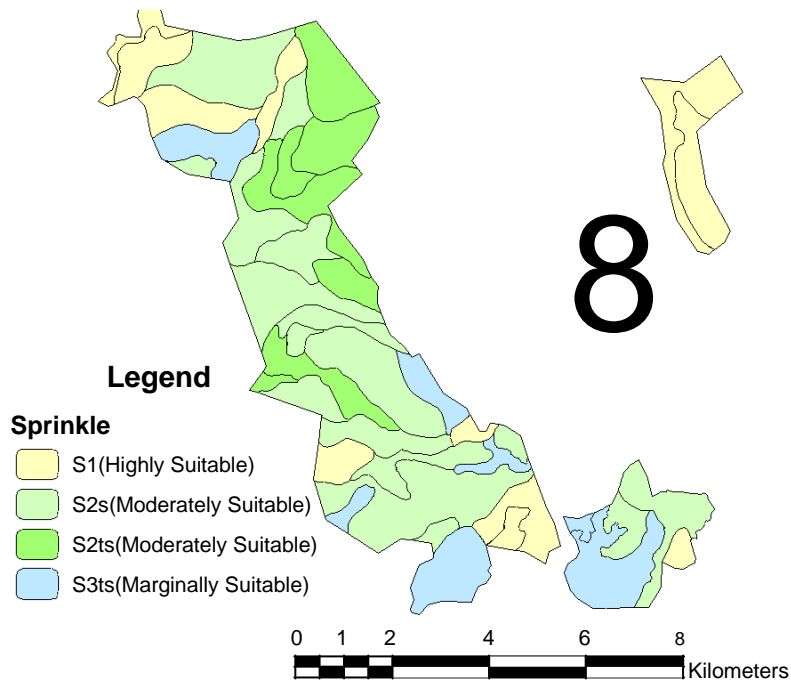 8
Legend
Sprinkle
S1(Highly Suitable)
S2s(Moderately Suitable)
S2ts(Moderately Suitable)
S3ts(Marginally Suitable)
0 1 2 4 6 8
Kilometers